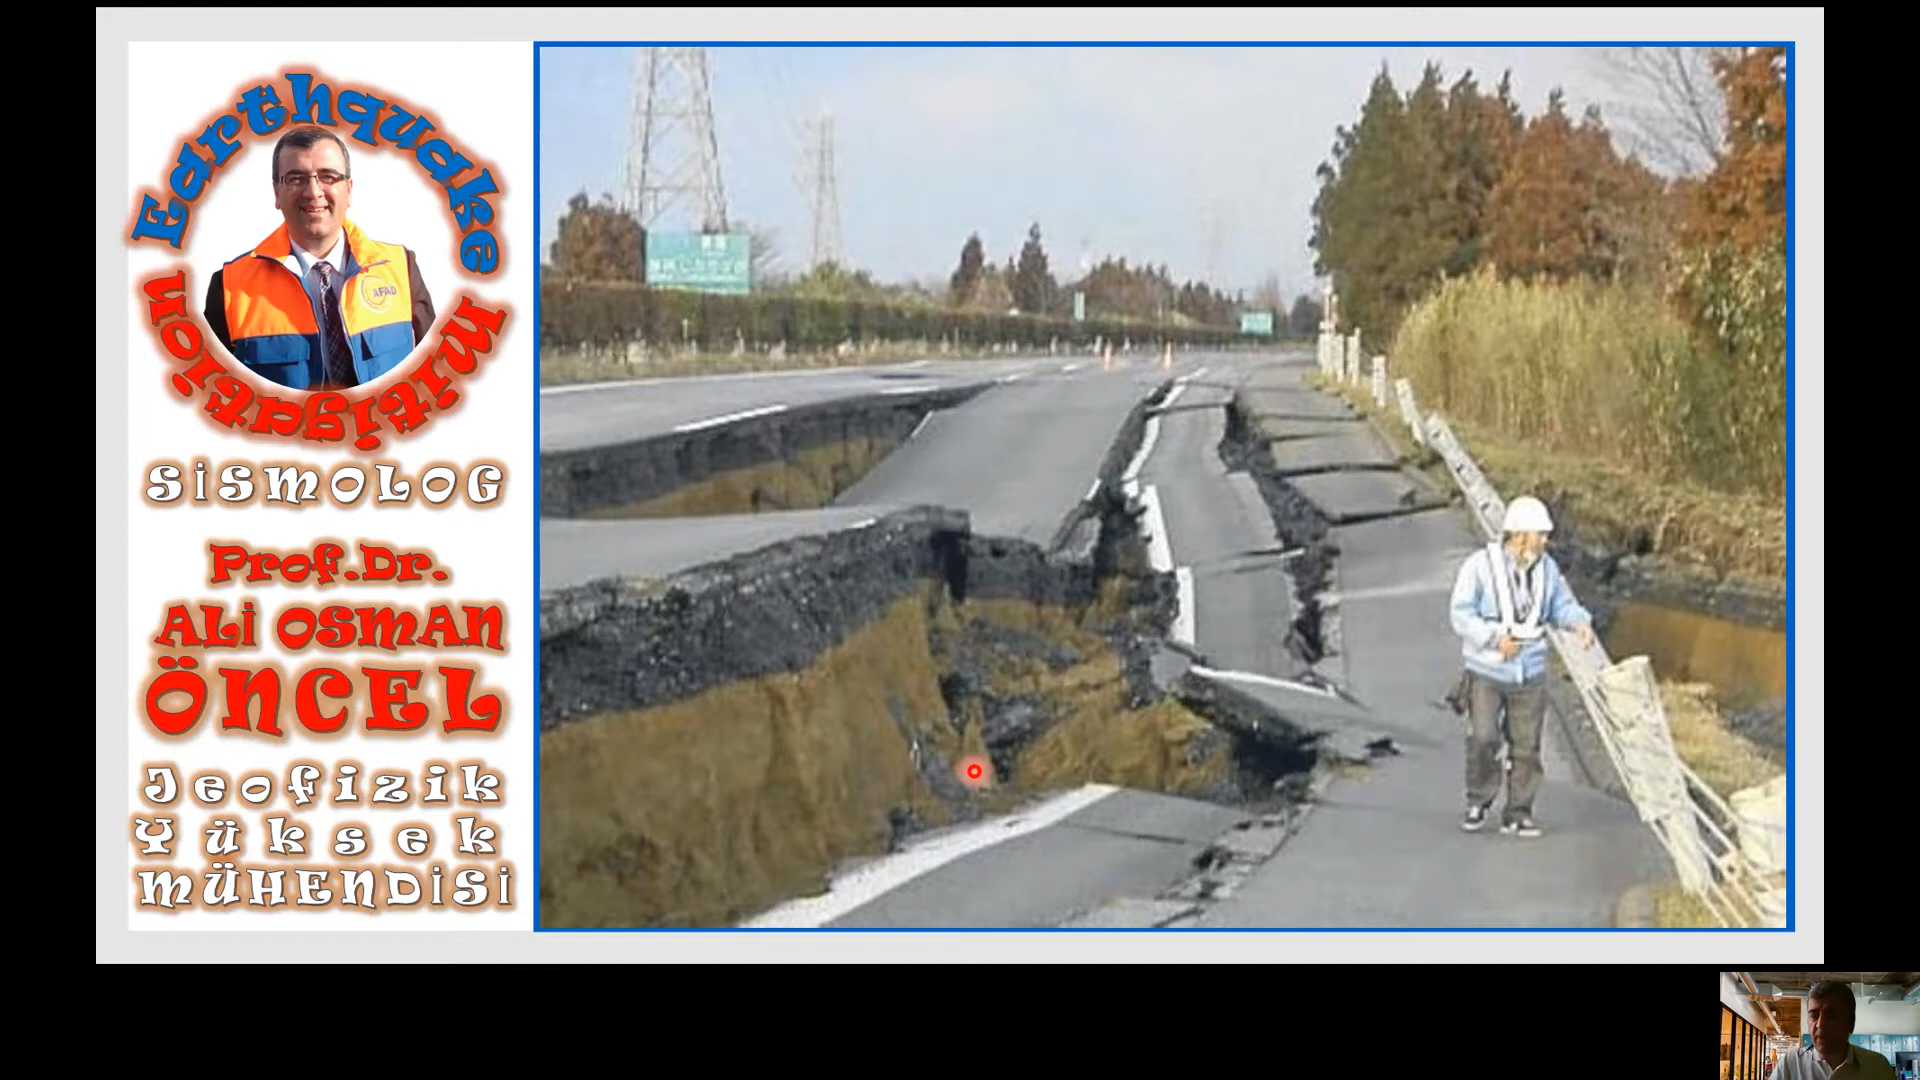 Earthquake
Mitigation
AFAD
SİSMOLOG
Prof.Dr.
ALİ OSMAN
ÖNCEL
Jeofizik
Yüksek
MÜHENDİSİ